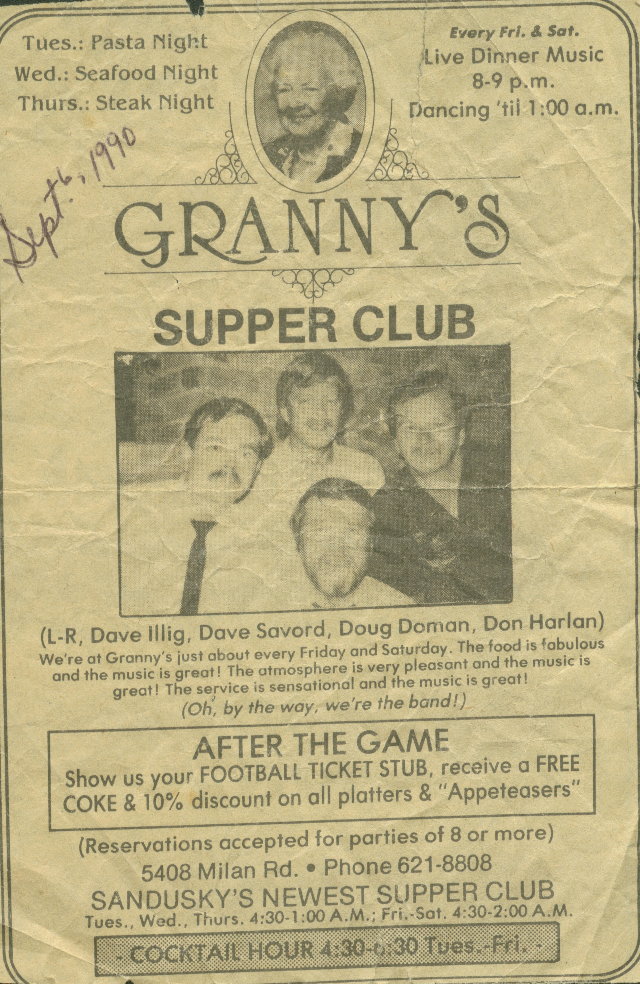 Tues.: Pasta Night
Wed.: Seafood Night
Thurs.: Steak Night
Every Fri. & Sat.
Live Dinner Music
8-9 p.m.
Dancing 'til 1:00 a.m.
Sept. 6, 1990
GRANNY'S
SUPPER CLUB
(L-R, Dave Illig, Dave Savord, Doug Doman, Don Harlan)
We're at Granny's just about every Friday and Saturday. The food is fabulous
and the music is great! The atmosphere is very pleasant and the music is
great! The service is sensational and the music is great!
(Oh, by the way, we're the band!)
AFTER THE GAME
Show us your FOOTBALL TICKET STUB, receive a FREE
COKE & 10% discount on all platters & "Appeteasers"
(Reservations accepted for parties of 8 or more)
5408 Milan Rd. • Phone 621-8808
SANDUSKY'S NEWEST SUPPER CLUB
Tues., Wed., Thurs. 4:30-1:00 A.M.; Fri.-Sat. 4:30-2:00 A.M.
- COCKTAIL HOUR 4:30-6:30 Tues.-Fri. -